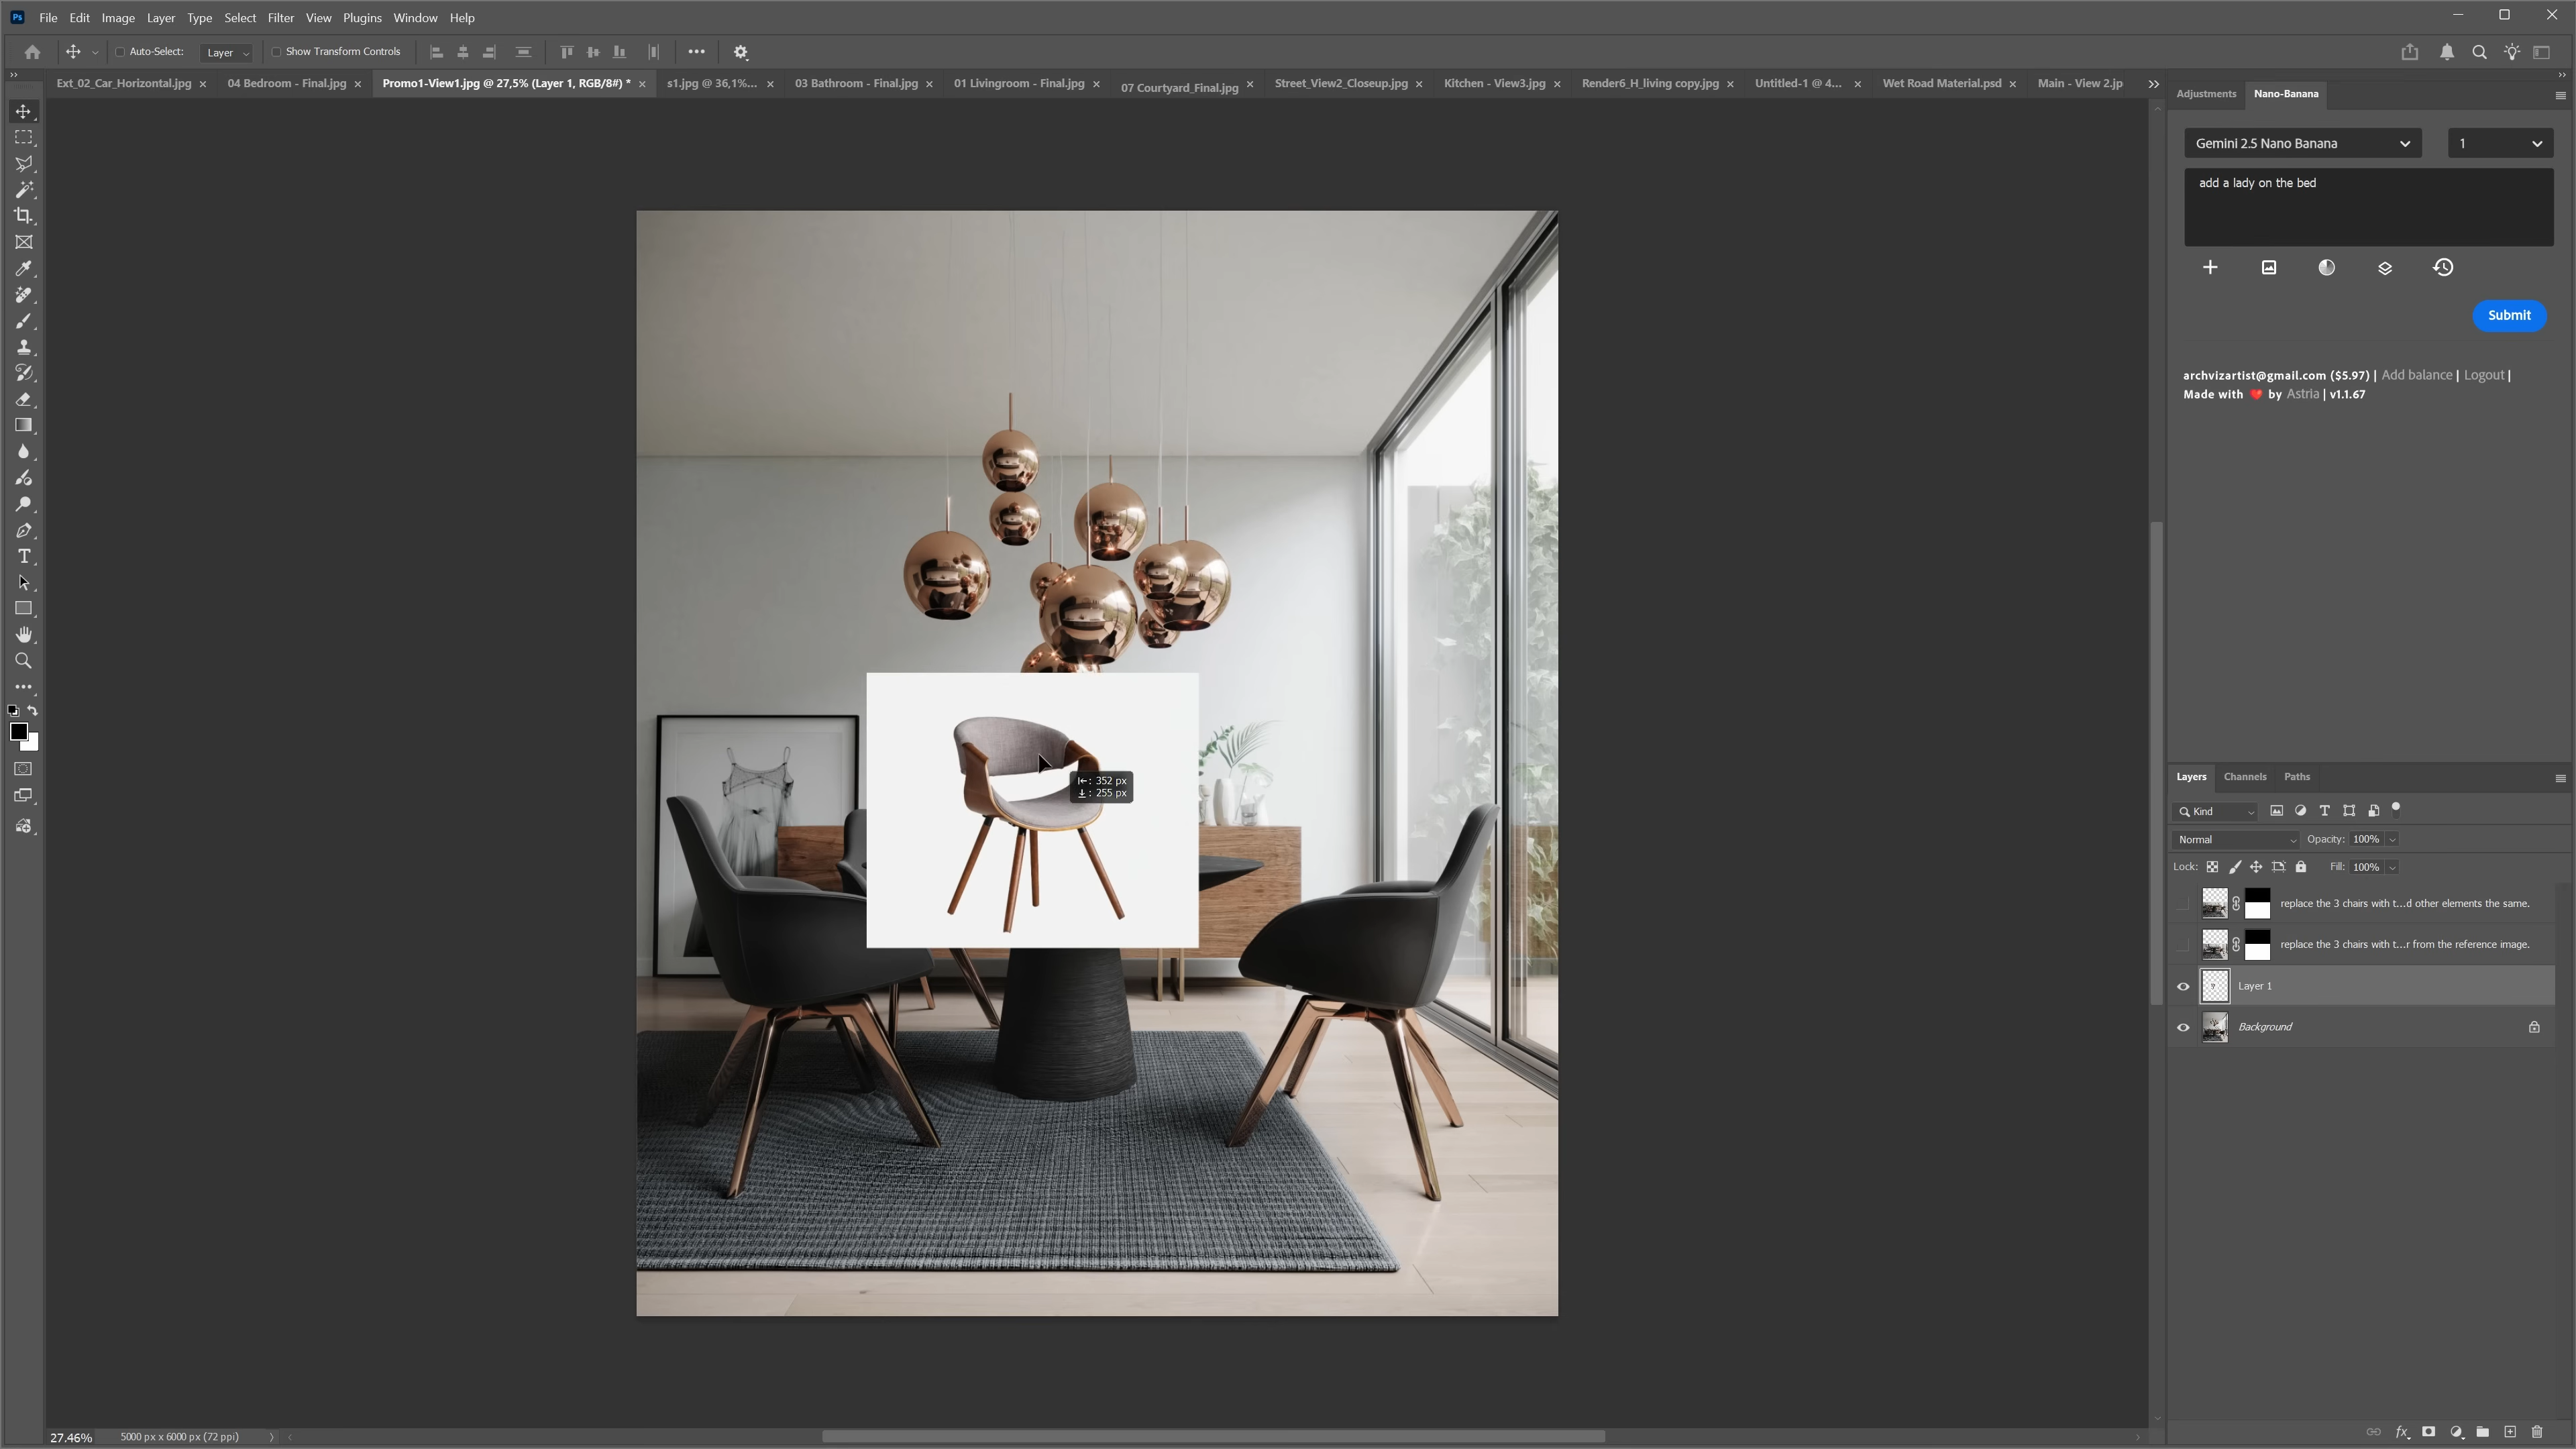 Ps File Edit Image Layer Type Select Filter View Plugins Window Help
Auto-Select: Layer Show Transform Controls
Ext_02_Car_Horizontal.jpg 04 Bedroom - Final.jpg Promo1-View1.jpg @ 27,5% (Layer 1, RGB/8#) * s1.jpg @ 36,1%... 03 Bathroom - Final.jpg 01 Livingroom - Final.jpg 07 Courtyard_Final.jpg Street_View2_Closeup.jpg Kitchen - View3.jpg Render6_H_living copy.jpg Untitled-1 @ 4... Wet Road Material.psd Main - View 2.jp
Adjustments Nano-Banana
Gemini 2.5 Nano Banana 1
add a lady on the bed
Submit
archvizartist@gmail.com ($5.97) | Add balance | Logout |
Made with ❤️ by Astria | v1.1.67
: 352 px
: 255 px
Layers Channels Paths
Kind
Normal Opacity: 100%
Lock: Fill: 100%
replace the 3 chairs with t...d other elements the same.
replace the 3 chairs with t...r from the reference image.
Layer 1
Background
fx
27.46% 5000 px x 6000 px (72 ppi)